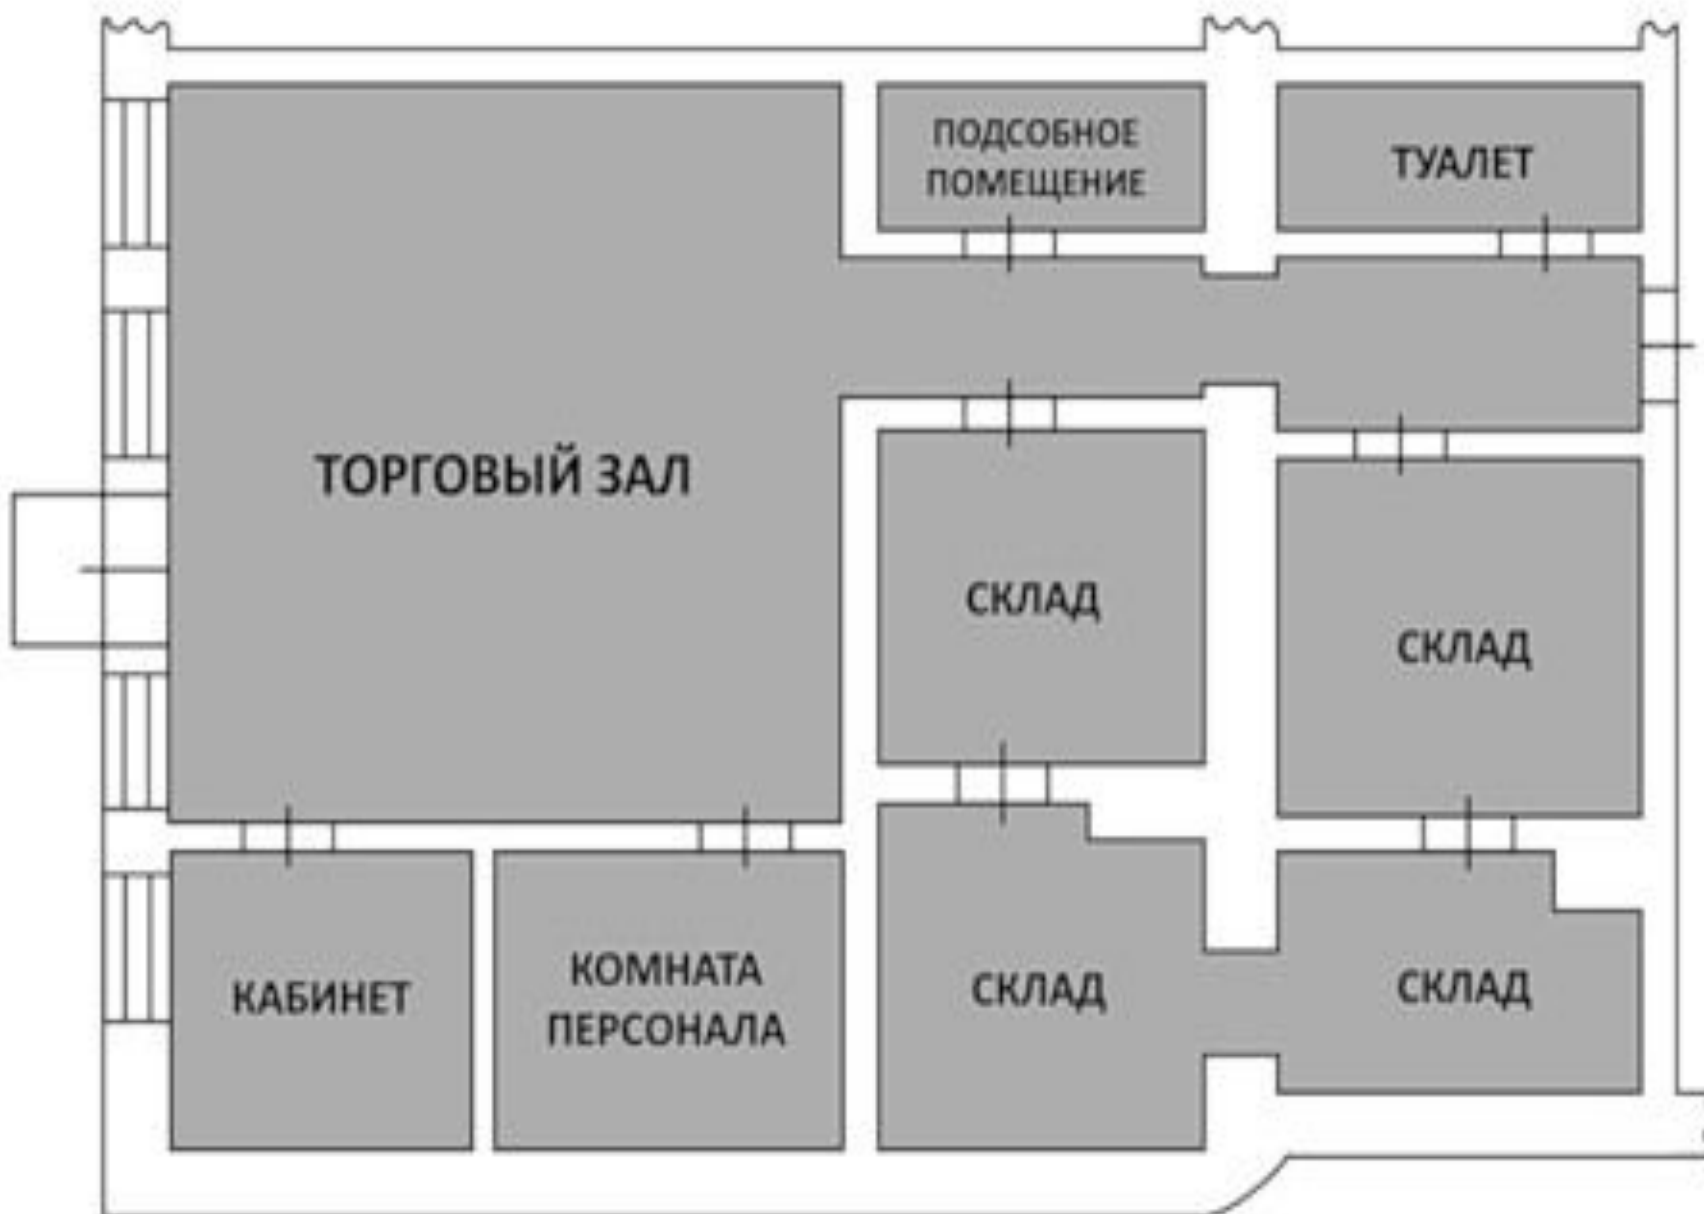 ПОДСОБНОЕ
ПОМЕЩЕНИЕ
ТУАЛЕТ
ТОРГОВЫЙ ЗАЛ
СКЛАД
СКЛАД
КАБИНЕТ
КОМНАТА
ПЕРСОНАЛА
СКЛАД
СКЛАД